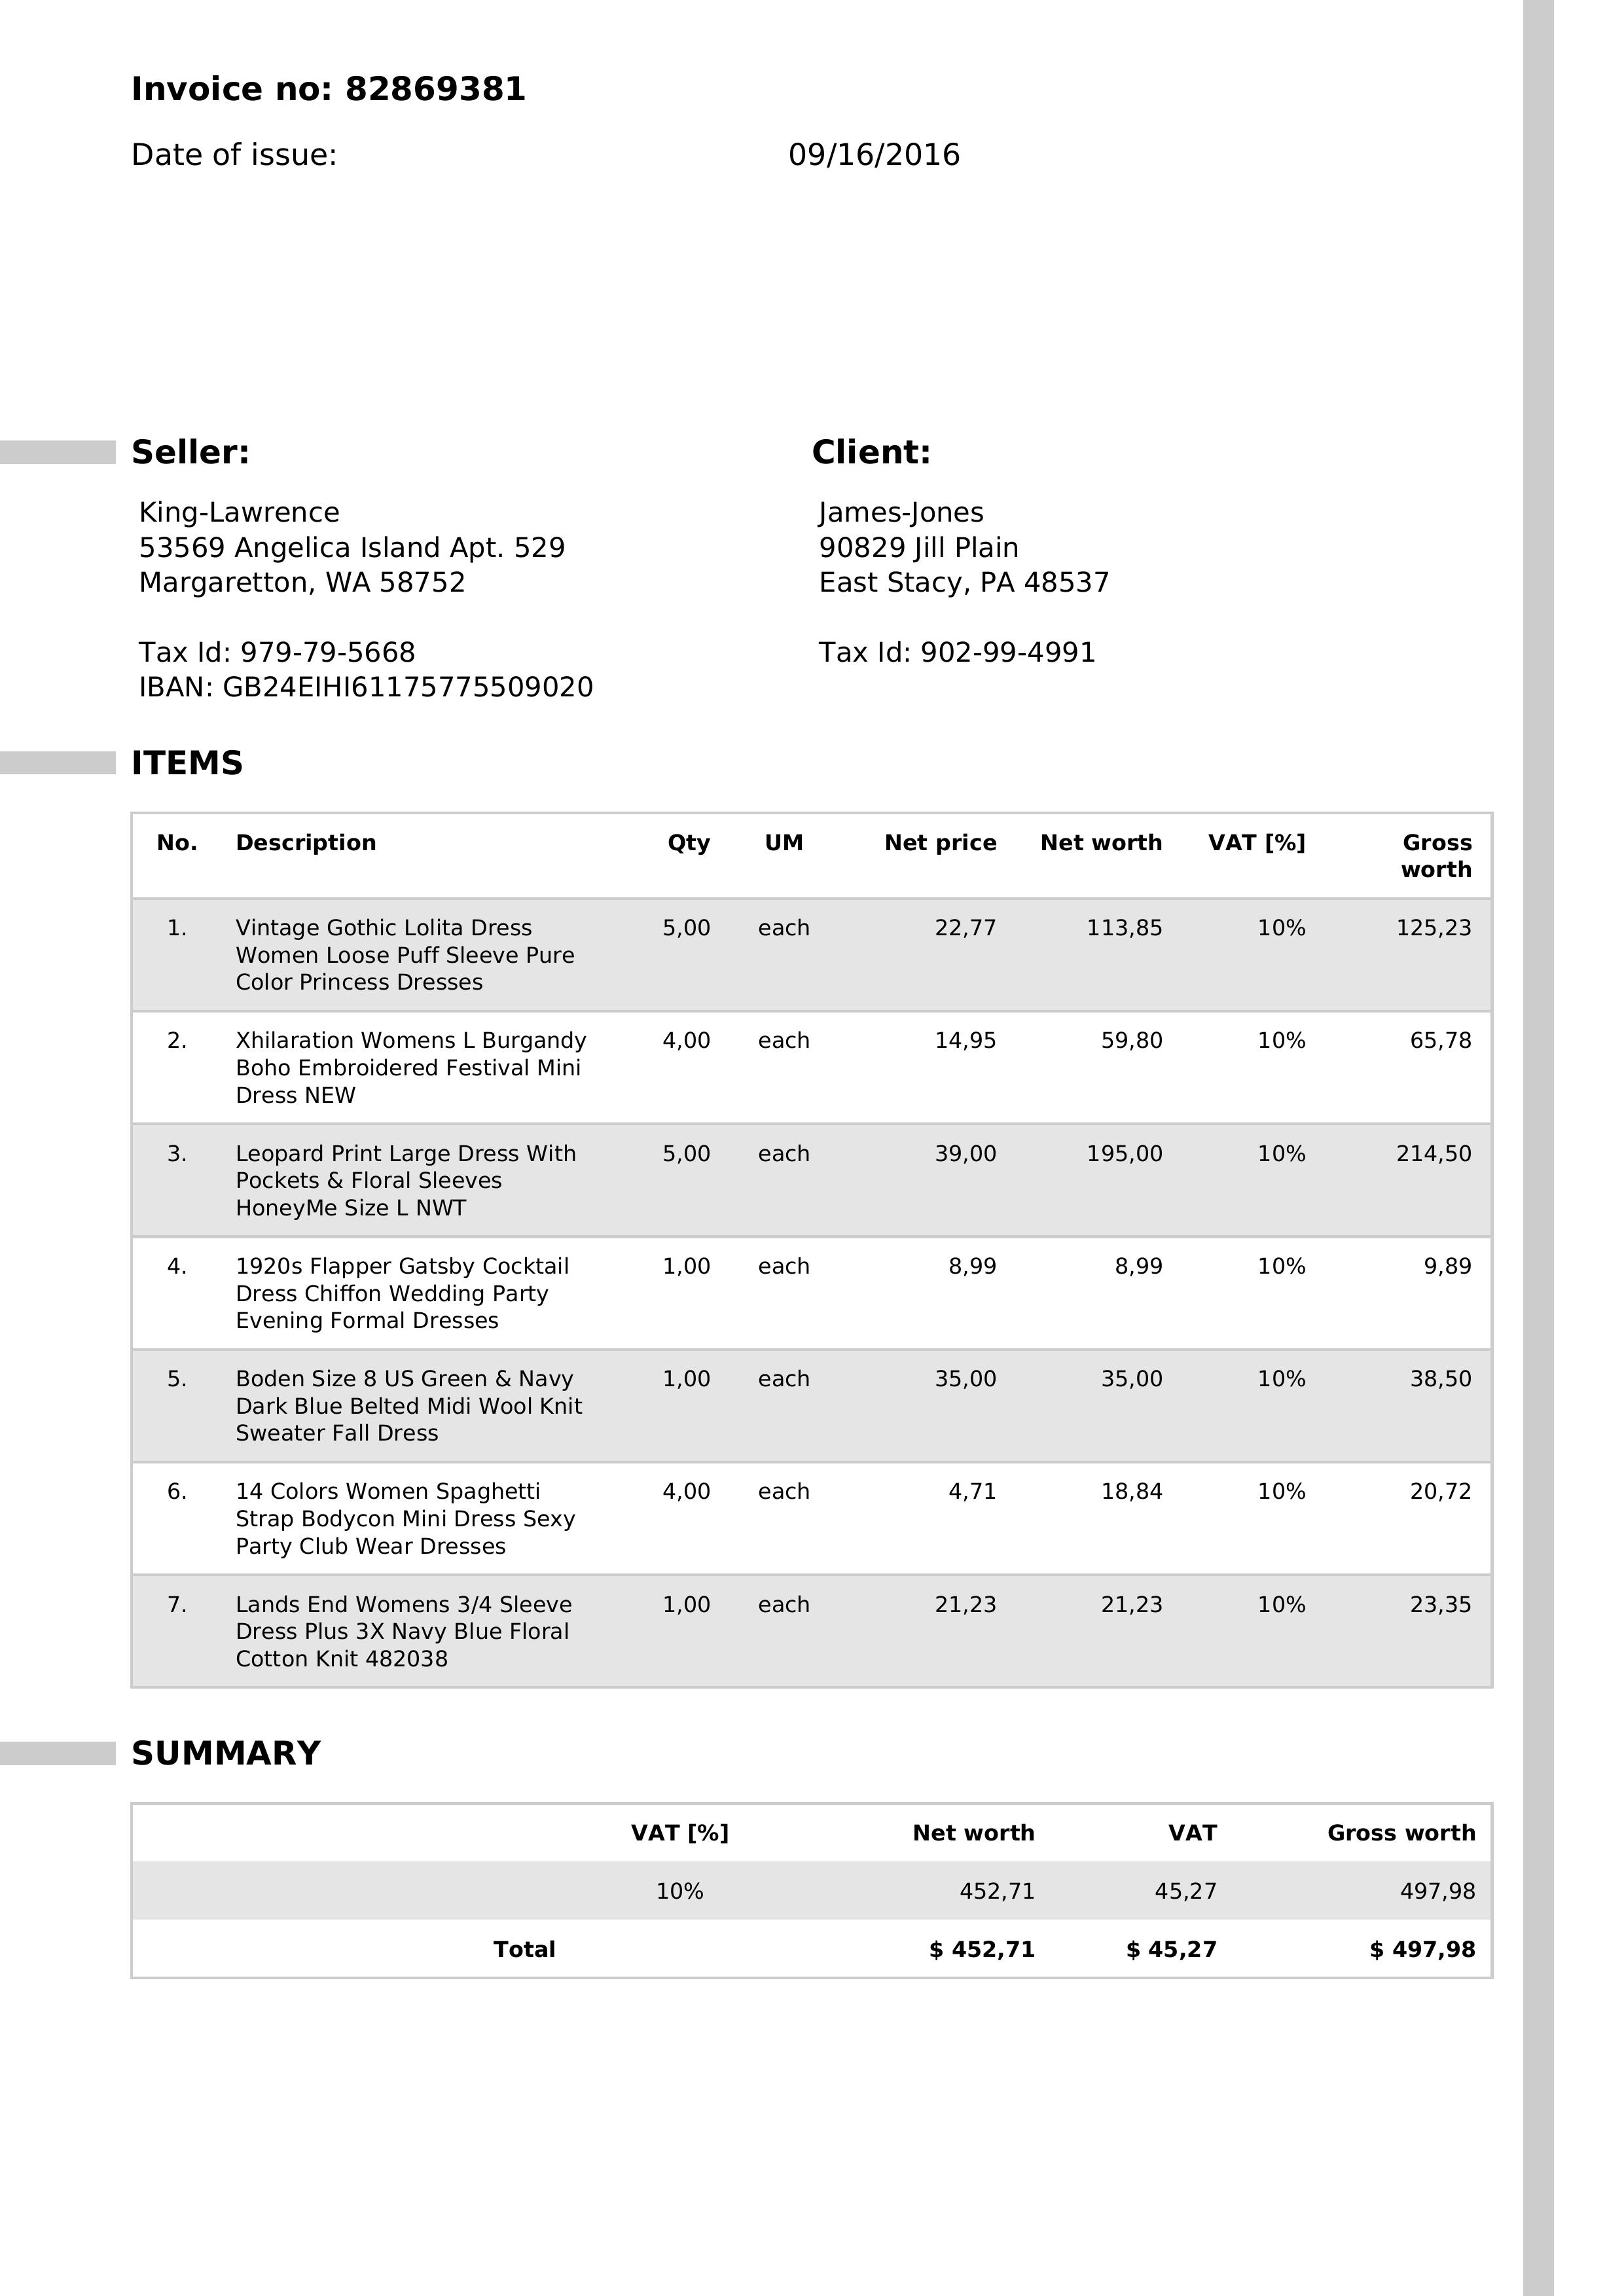 Invoice no: 82869381
Date of issue: 09/16/2016
Seller: Client:
King-Lawrence James-Jones
53569 Angelica Island Apt. 529 90829 Jill Plain
Margaretton, WA 58752 East Stacy, PA 48537
Tax Id: 979-79-5668 Tax Id: 902-99-4991
IBAN: GB24EIHI61175775509020
ITEMS
No. Description Qty UM Net price Net worth VAT [%] Gross
worth
1. Vintage Gothic Lolita Dress 5,00 each 22,77 113,85 10% 125,23
Women Loose Puff Sleeve Pure
Color Princess Dresses
2. Xhilaration Womens L Burgandy 4,00 each 14,95 59,80 10% 65,78
Boho Embroidered Festival Mini
Dress NEW
3. Leopard Print Large Dress With 5,00 each 39,00 195,00 10% 214,50
Pockets & Floral Sleeves
HoneyMe Size L NWT
4. 1920s Flapper Gatsby Cocktail 1,00 each 8,99 8,99 10% 9,89
Dress Chiffon Wedding Party
Evening Formal Dresses
5. Boden Size 8 US Green & Navy 1,00 each 35,00 35,00 10% 38,50
Dark Blue Belted Midi Wool Knit
Sweater Fall Dress
6. 14 Colors Women Spaghetti 4,00 each 4,71 18,84 10% 20,72
Strap Bodycon Mini Dress Sexy
Party Club Wear Dresses
7. Lands End Womens 3/4 Sleeve 1,00 each 21,23 21,23 10% 23,35
Dress Plus 3X Navy Blue Floral
Cotton Knit 482038
SUMMARY
VAT [%] Net worth VAT Gross worth
10% 452,71 45,27 497,98
Total $ 452,71 $ 45,27 $ 497,98